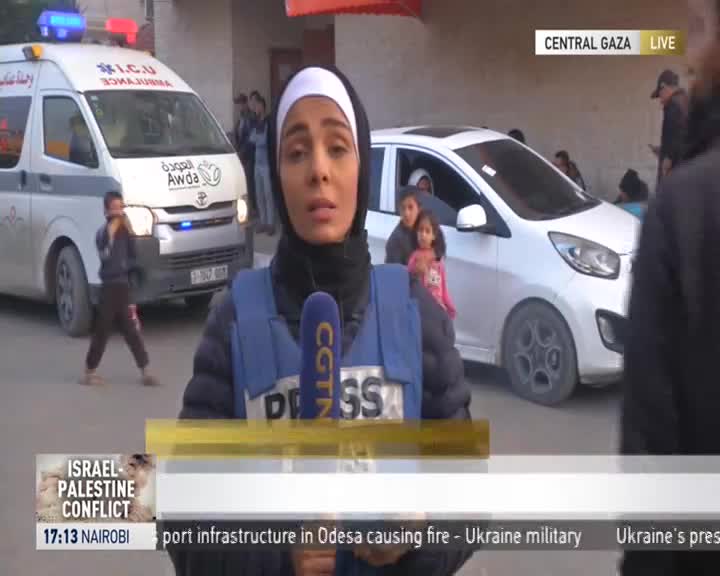 CENTRAL GAZA LIVE
U.C.I.
AMBULANCE
العودة
Awda
CGTN
PRESS
ISRAEL-
PALESTINE
CONFLICT
17:13 NAIROBI
port infrastructure in Odesa causing fire - Ukraine military Ukraine's pres